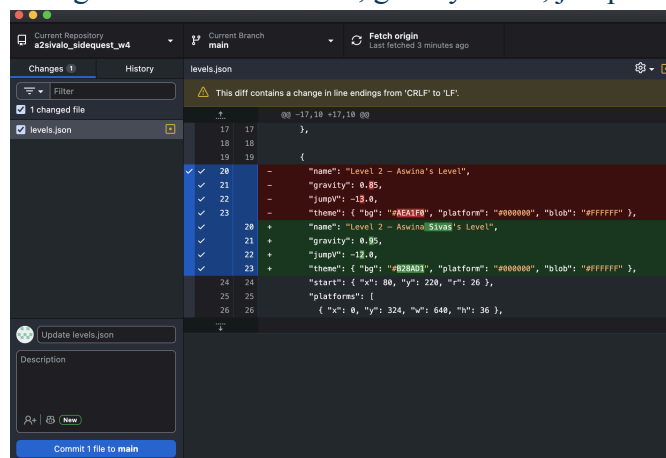 Current Repository
a2sivalo_sidequest_w4
Current Branch
main
Fetch origin
Last fetched 3 minutes ago
Changes 1
History
levels.json
Filter
This diff contains a change in line endings from 'CRLF' to 'LF'.
1 changed file
@@ -17,10 +17,10 @@
levels.json
17 17 },
18 18
19 19 {
20 - "name": "Level 2 – Aswina's Level",
21 - "gravity": 0.85,
22 - "jumpV": -13.0,
23 - "theme": { "bg": "#AEA1F0", "platform": "#000000", "blob": "#FFFFFF" },
20 + "name": "Level 2 – Aswina Sivas's Level",
21 + "gravity": 0.95,
22 + "jumpV": -12.0,
23 + "theme": { "bg": "#B28AD1", "platform": "#000000", "blob": "#FFFFFF" },
24 24 "start": { "x": 80, "y": 220, "r": 26 },
25 25 "platforms": [
26 26 { "x": 0, "y": 324, "w": 640, "h": 36 },
Update levels.json
Description
New
Commit 1 file to main